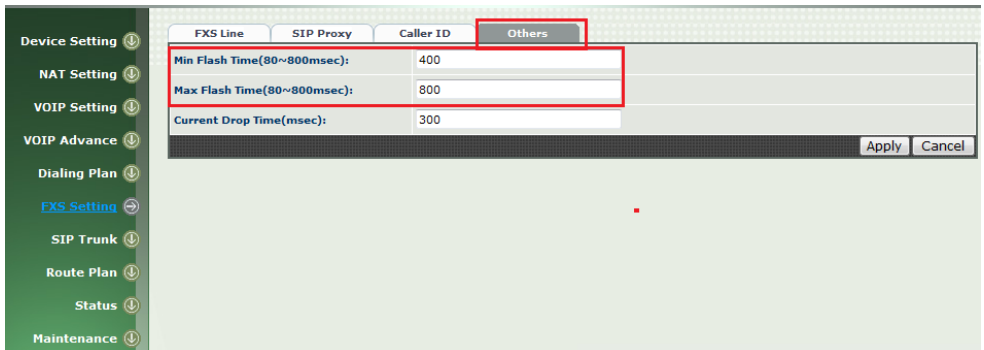 Device Setting
NAT Setting
VOIP Setting
VOIP Advance
Dialing Plan
FXS Setting
SIP Trunk
Route Plan
Status
Maintenance
FXS Line SIP Proxy Caller ID Others
Min Flash Time(80~800msec): 400
Max Flash Time(80~800msec): 800
Current Drop Time(msec): 300
Apply Cancel